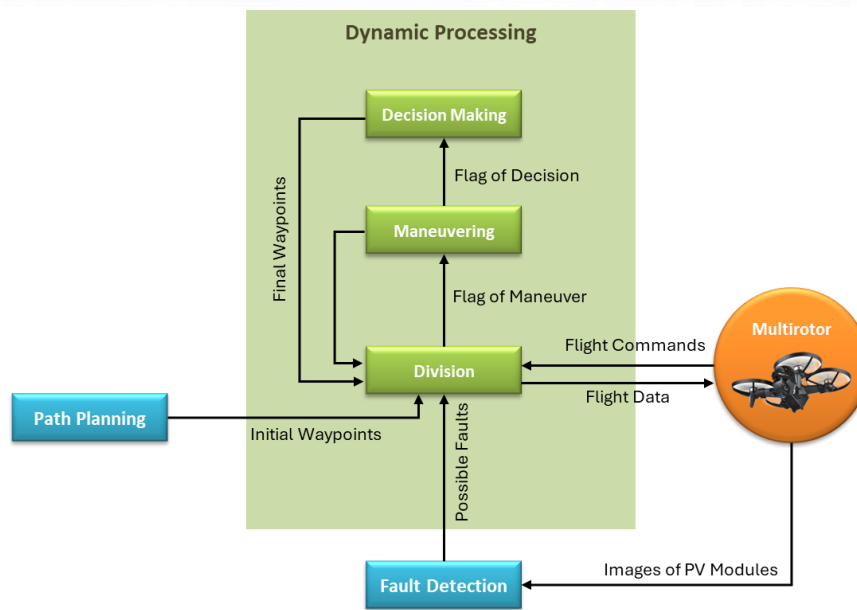 Dynamic Processing
Decision Making
Flag of Decision
Final Waypoints
Maneuvering
Flag of Maneuver
Multirotor
Flight Commands
Division
Flight Data
Path Planning
Initial Waypoints
Possible Faults
Images of PV Modules
Fault Detection